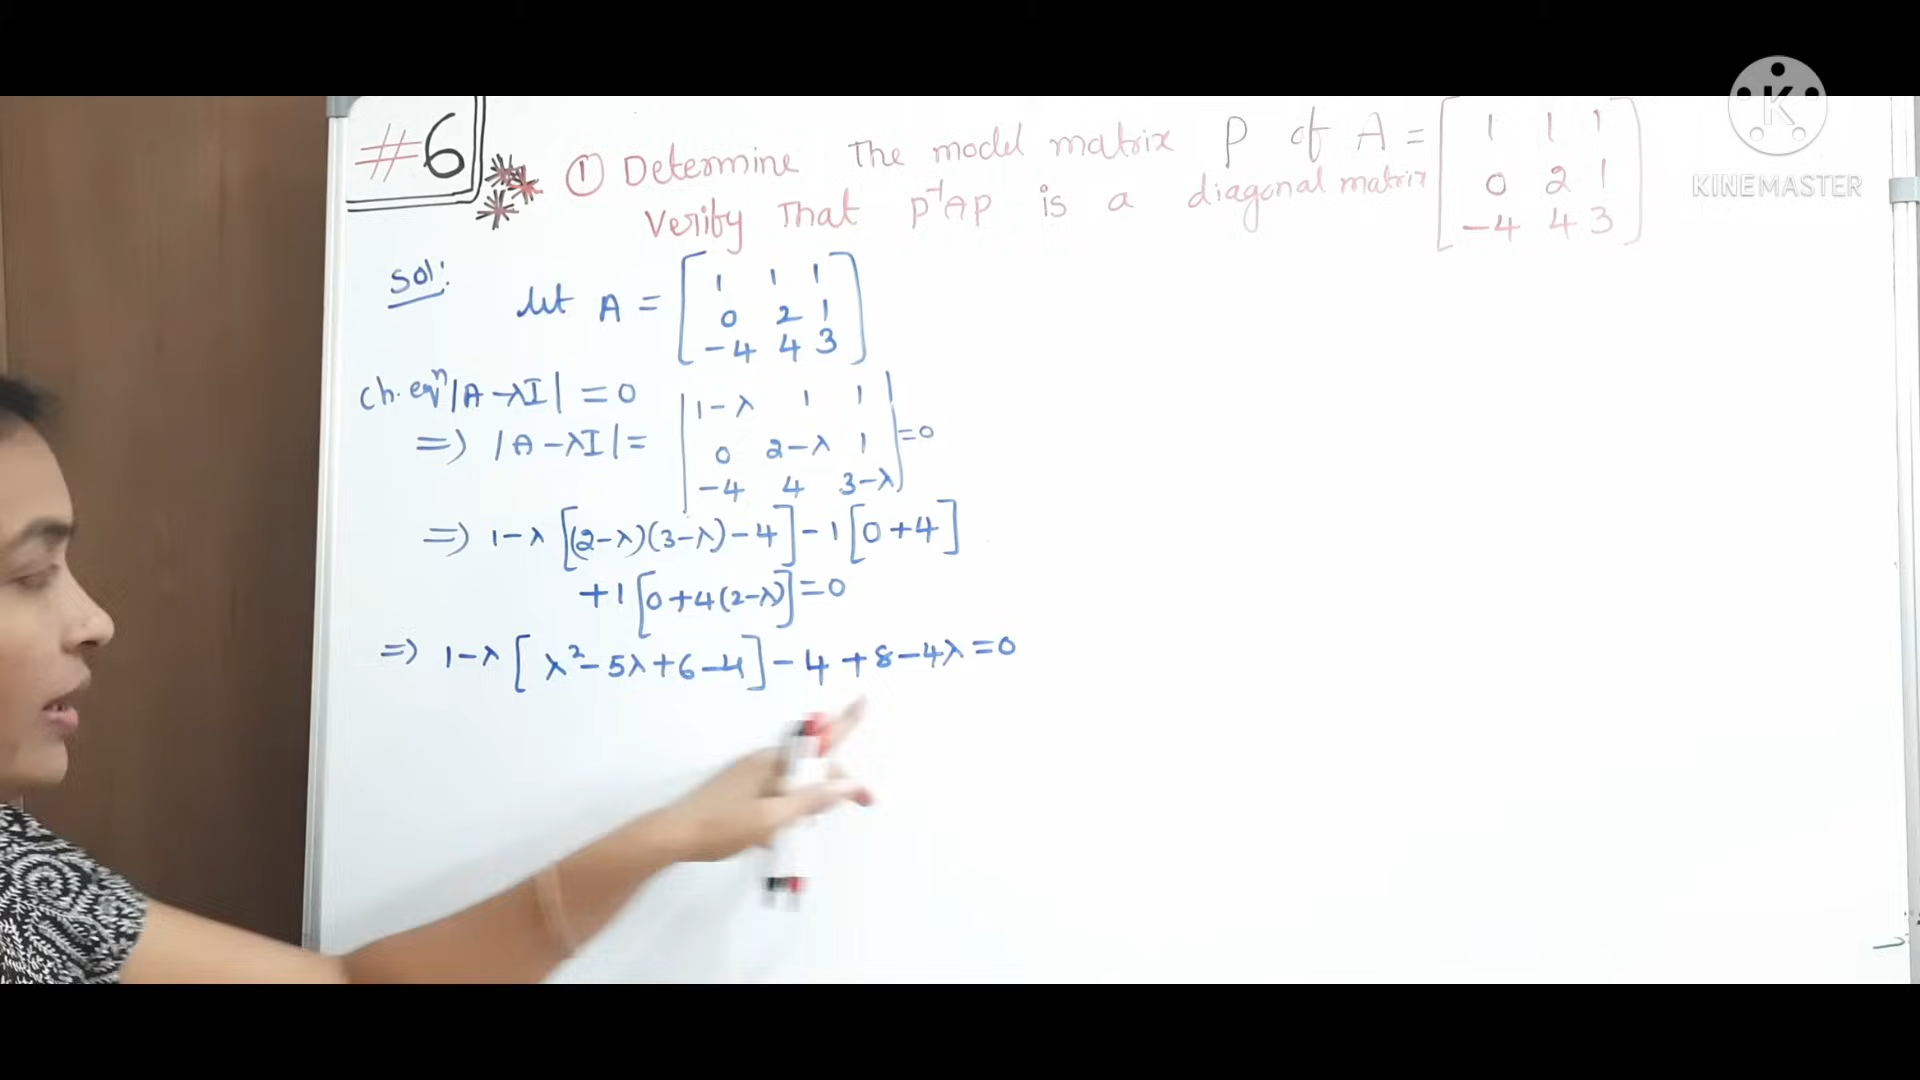 #6
① Determine The model matrix P of A = [1 1 1
Verify That P⁻¹AP is a diagonal matrix 0 2 1
-4 4 3]
KINEMASTER
Sol:
let A = [1 1 1
0 2 1
-4 4 3]
Ch. eqⁿ |A-λI| = 0
=> |A-λI| = |1-λ 1 1
0 2-λ 1
-4 4 3-λ| = 0
=> 1-λ [(2-λ)(3-λ)-4] -1 [0+4]
+1 [0+4(2-λ)] = 0
=> 1-λ [λ²-5λ+6-4] -4 +8-4λ = 0